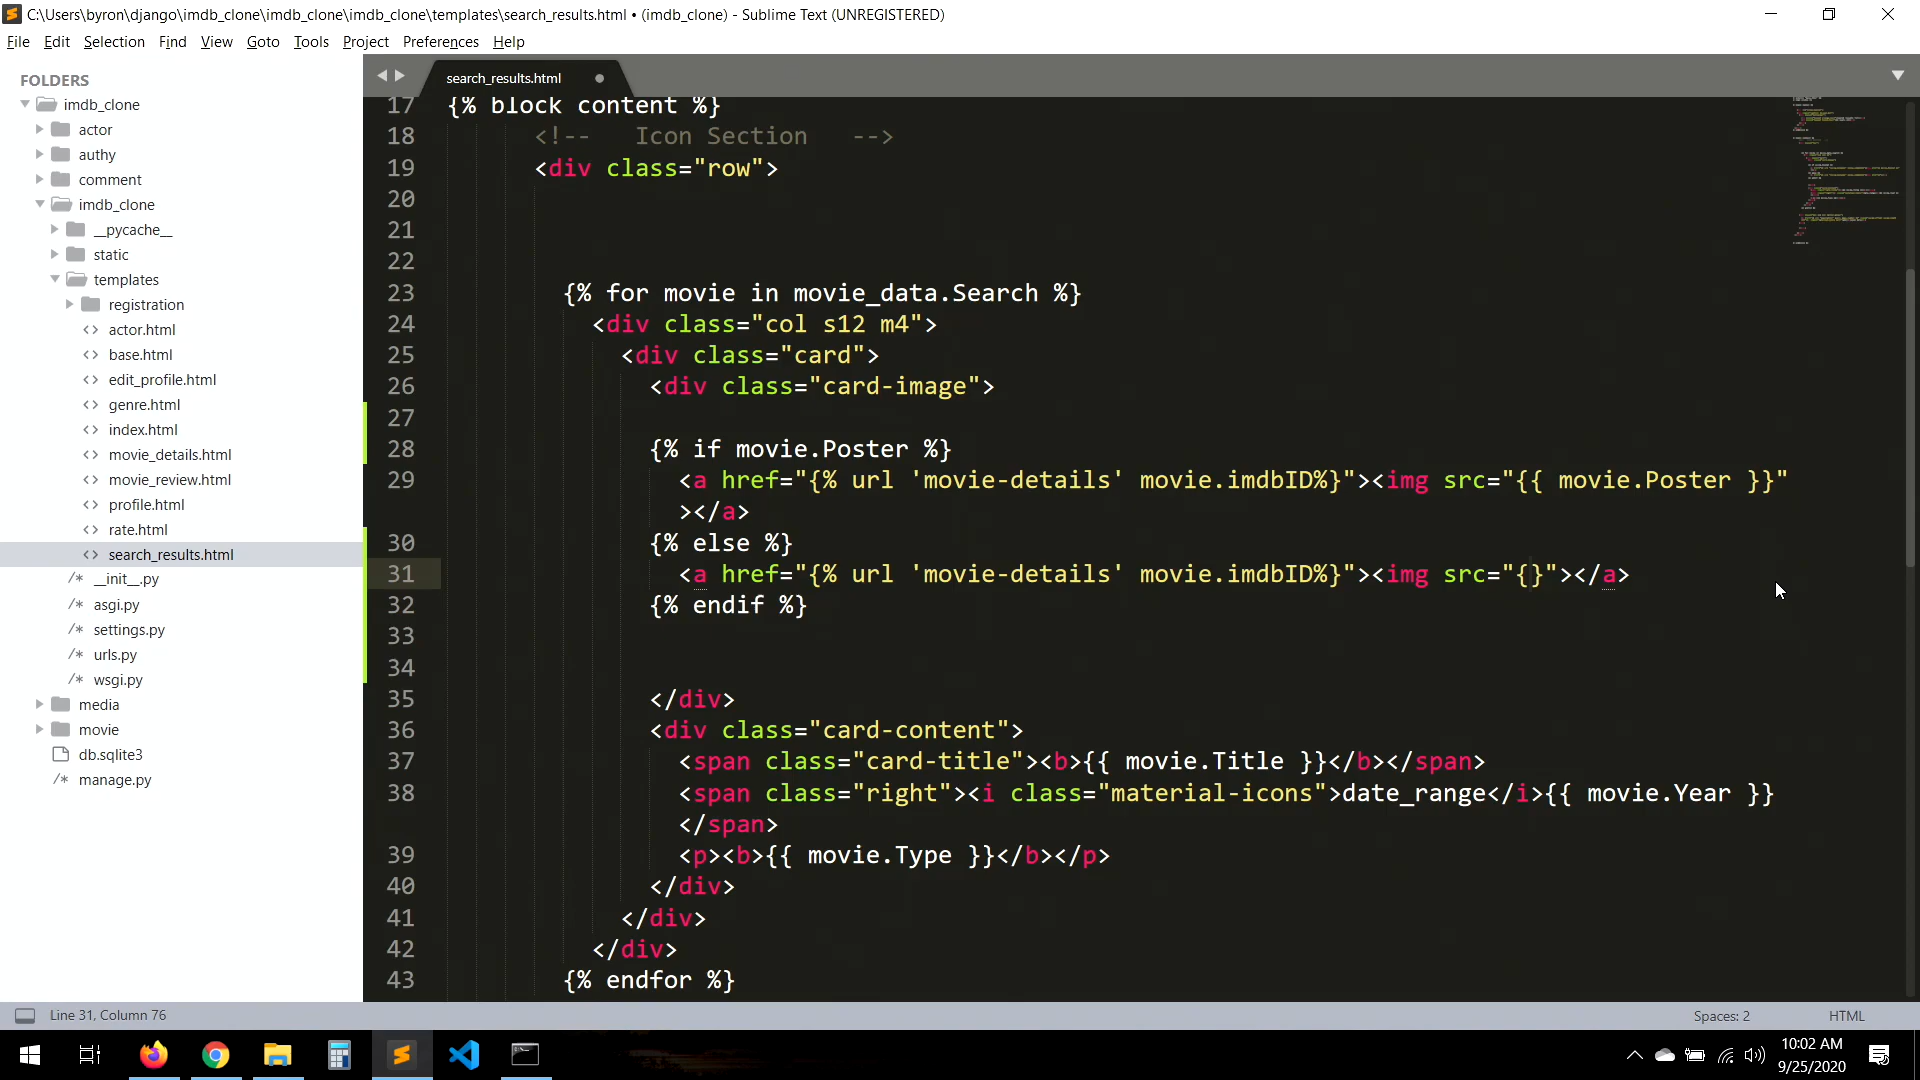 C:\Users\byron\django\imdb_clone\imdb_clone\imdb_clone\templates\search_results.html • (imdb_clone) - Sublime Text (UNREGISTERED)
File Edit Selection Find View Goto Tools Project Preferences Help
FOLDERS
imdb_clone
actor
authy
comment
imdb_clone
__pycache__
static
templates
registration
<> actor.html
<> base.html
<> edit_profile.html
<> genre.html
<> index.html
<> movie_details.html
<> movie_review.html
<> profile.html
<> rate.html
<> search_results.html
/* __init__.py
/* asgi.py
/* settings.py
/* urls.py
/* wsgi.py
media
movie
db.sqlite3
/* manage.py
search_results.html
17 {% block content %}
18 <!--   Icon Section   -->
19 <div class="row">
20
21
22
23 {% for movie in movie_data.Search %}
24 <div class="col s12 m4">
25 <div class="card">
26 <div class="card-image">
27
28 {% if movie.Poster %}
29 <a href="{% url 'movie-details' movie.imdbID%}"><img src="{{ movie.Poster }}"
></a>
30 {% else %}
31 <a href="{% url 'movie-details' movie.imdbID%}"><img src="{}"></a>
32 {% endif %}
33
34
35 </div>
36 <div class="card-content">
37 <span class="card-title"><b>{{ movie.Title }}</b></span>
38 <span class="right"><i class="material-icons">date_range</i>{{ movie.Year }}
</span>
39 <p><b>{{ movie.Type }}</b></p>
40 </div>
41 </div>
42 </div>
43 {% endfor %}
Line 31, Column 76
Spaces: 2
HTML
10:02 AM
9/25/2020